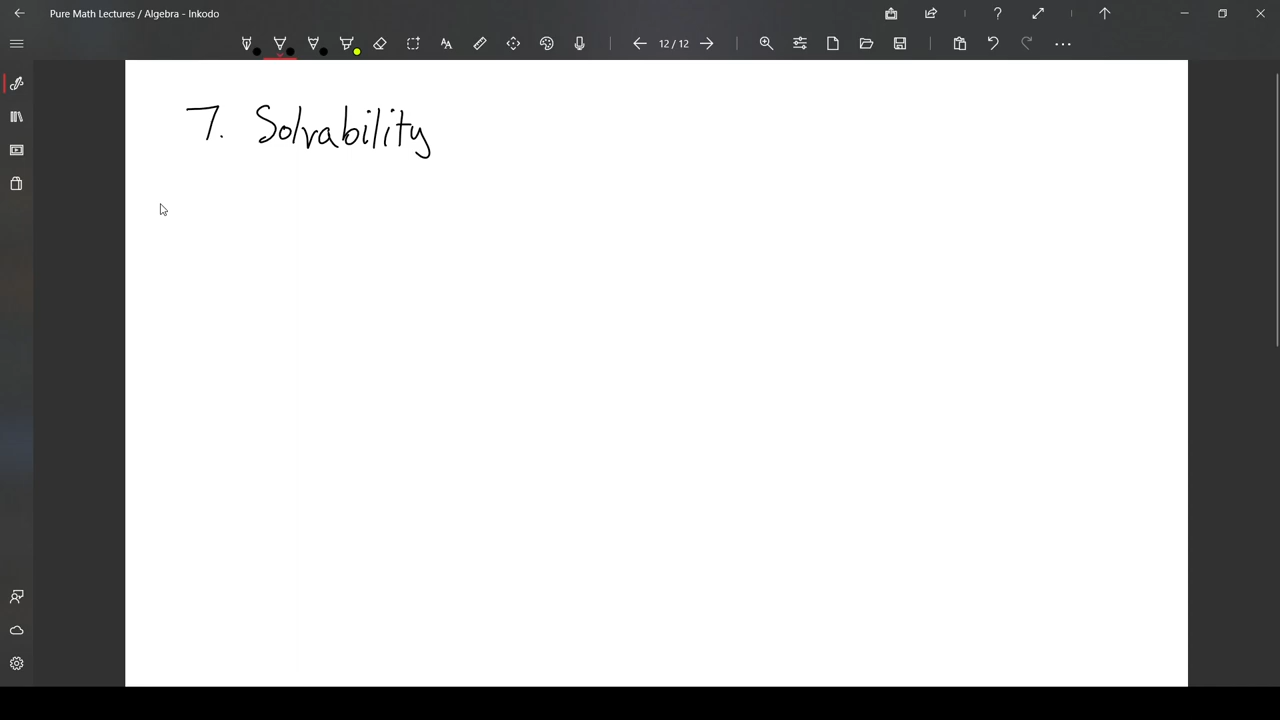 Pure Math Lectures / Algebra - Inkodo
12 / 12
7. Solvability